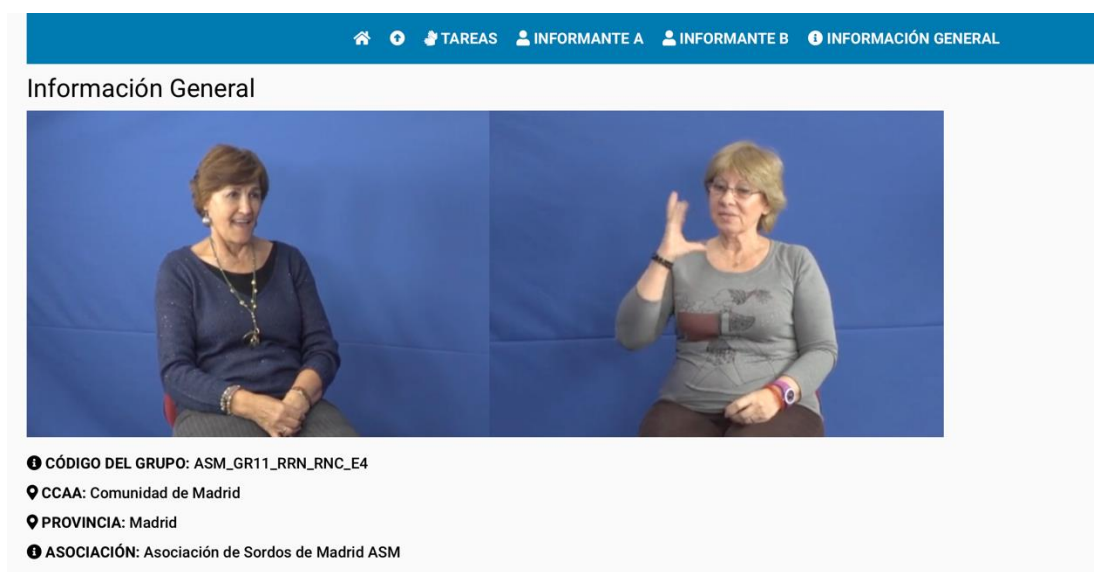 TAREAS INFORMANTE A INFORMANTE B INFORMACIÓN GENERAL
Información General
CÓDIGO DEL GRUPO: ASM_GR11_RRN_RNC_E4
CCAA: Comunidad de Madrid
PROVINCIA: Madrid
ASOCIACIÓN: Asociación de Sordos de Madrid ASM